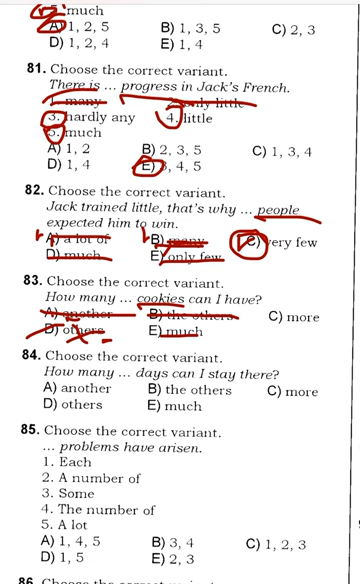 5. much
A) 1, 2, 5 B) 1, 3, 5 C) 2, 3
D) 1, 2, 4 E) 1, 4
81. Choose the correct variant.
There is ... progress in Jack's French.
1. many 2. only little
3. hardly any 4. little
5. much
A) 1, 2 B) 2, 3, 5 C) 1, 3, 4
D) 1, 4 E) 3, 4, 5
82. Choose the correct variant.
Jack trained little, that's why ... people
expected him to win.
A) a lot of B) many C) very few
D) much E) only few
83. Choose the correct variant.
How many ... cookies can I have?
A) another B) the others C) more
D) others E) much
84. Choose the correct variant.
How many ... days can I stay there?
A) another B) the others C) more
D) others E) much
85. Choose the correct variant.
... problems have arisen.
1. Each
2. A number of
3. Some
4. The number of
5. A lot
A) 1, 4, 5 B) 3, 4 C) 1, 2, 3
D) 1, 5 E) 2, 3
86. Choose the correct